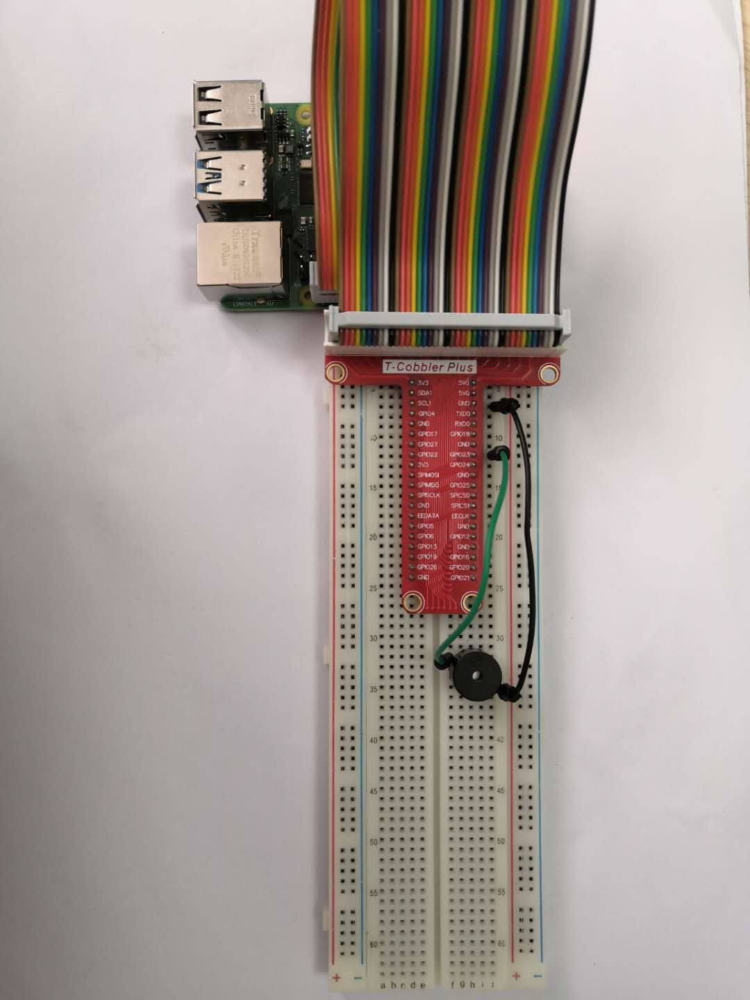 J10 ETHERNET
T-Cobbler Plus
3V3 5V0
SDA1 5V0
SCL1 GND
GPIO4 TXD0
GND RXD0
GPIO17 GPIO18
GPIO27 GND
GPIO22 GPIO23
3V3 GPIO24
SPIMOSI GND
SPIMISO GPIO25
SPISCLK SPICS0
GND SPICS1
EEDATA EECLK
GPIO5 GND
GPIO6 GPIO12
GPIO13 GND
GPIO19 GPIO16
GPIO26 GPIO20
GND GPIO21
5 5
10 10
15 15
20 20
25 25
30 30
35
40 40
45 45
50 50
55 55
60 60
+ − a b c d e f g h i j + −